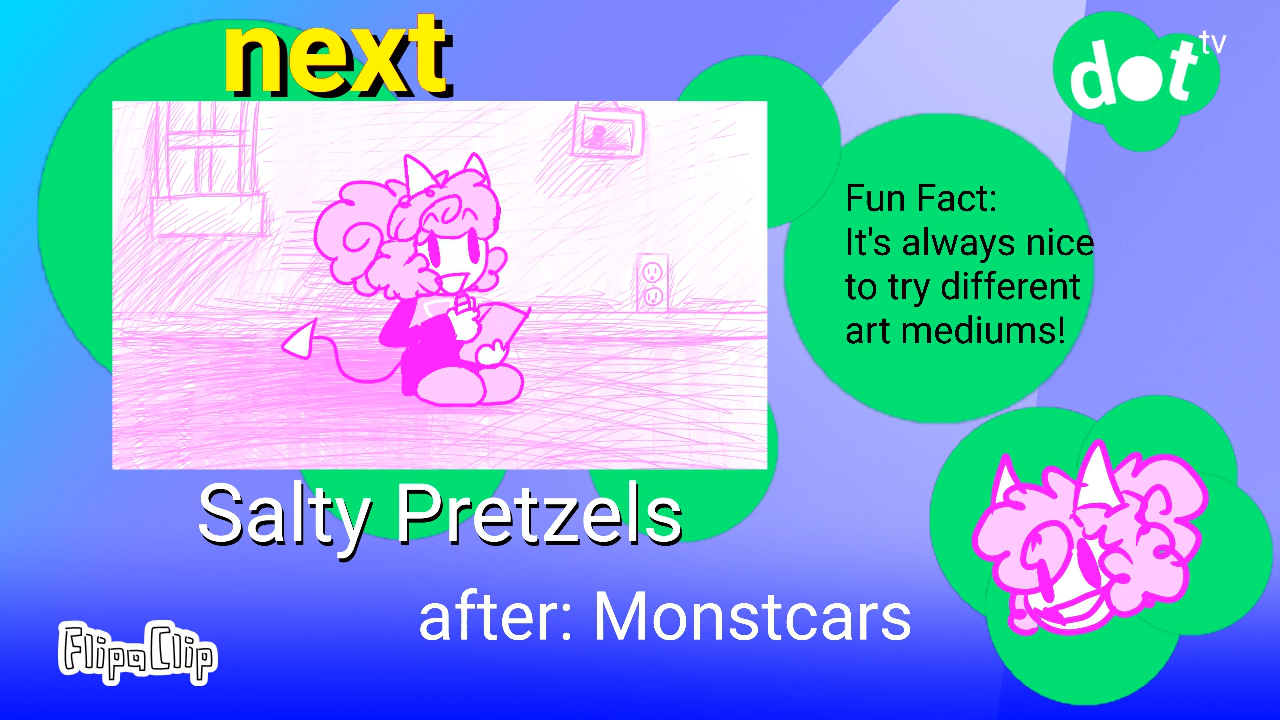 next
dot tv
Fun Fact:
It's always nice
to try different
art mediums!
Salty Pretzels
after: Monstcars
FlipaClip